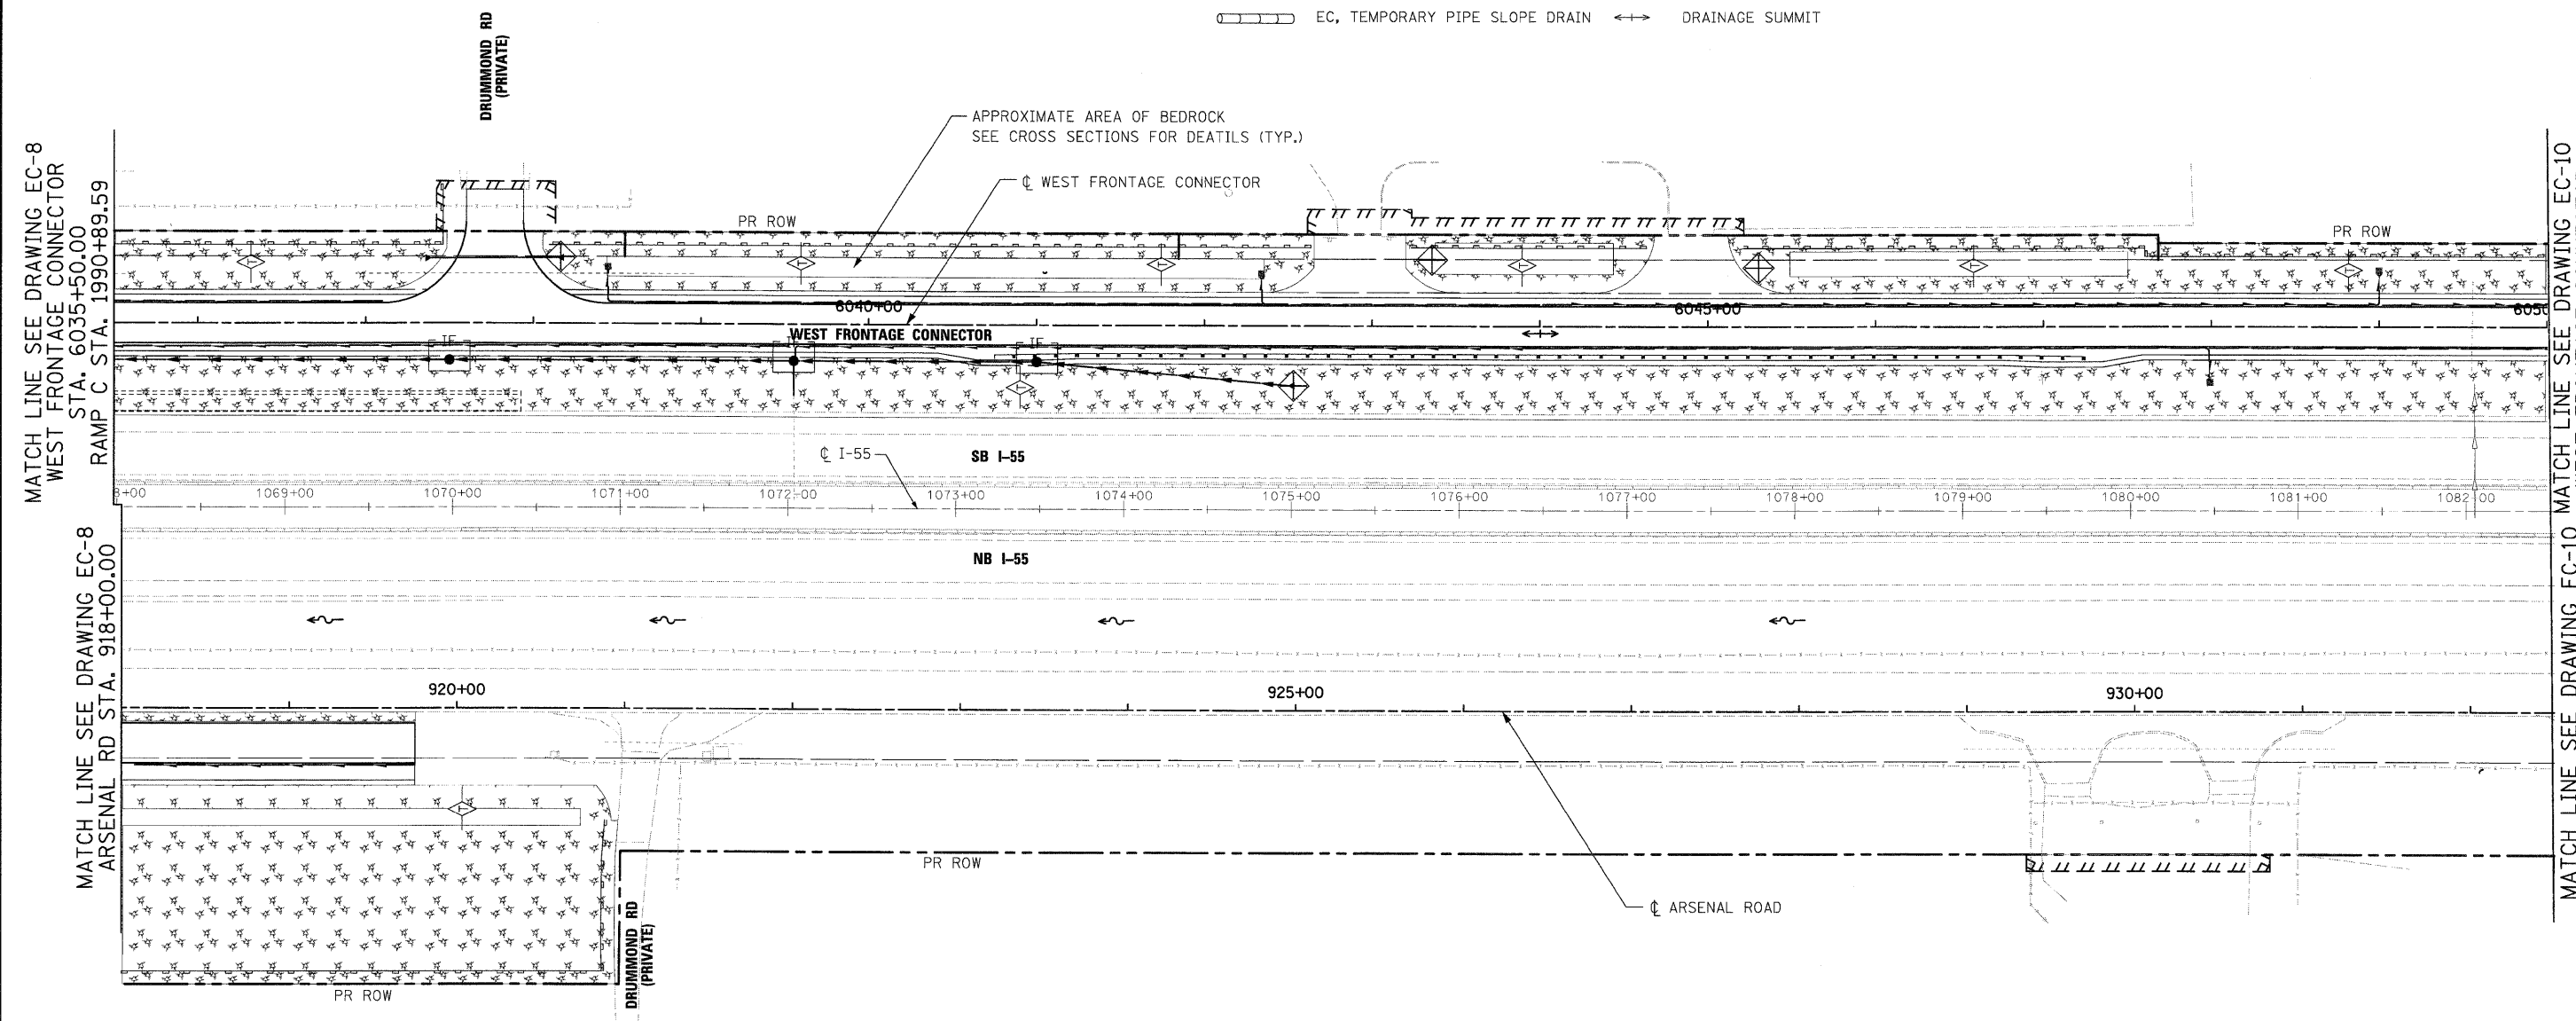 EC, TEMPORARY PIPE SLOPE DRAIN
DRAINAGE SUMMIT
DRUMMOND RD
(PRIVATE)
APPROXIMATE AREA OF BEDROCK
SEE CROSS SECTIONS FOR DEATILS (TYP.)
℄ WEST FRONTAGE CONNECTOR
MATCH LINE SEE DRAWING EC-8
WEST FRONTAGE CONNECTOR
STA. 6035+50.00
RAMP C STA. 1990+89.59
PR ROW
PR ROW
T
T
T
T
T
T
6040+00
6045+00
WEST FRONTAGE CONNECTOR
IF
IF
T
℄ I-55
SB I-55
8+00
1069+00
1070+00
1071+00
1072+00
1073+00
1074+00
1075+00
1076+00
1077+00
1078+00
1079+00
1080+00
1081+00
1082+00
NB I-55
MATCH LINE SEE DRAWING EC-8
ARSENAL RD STA. 918+00.00
920+00
925+00
930+00
T
PR ROW
℄ ARSENAL ROAD
DRUMMOND RD
(PRIVATE)
PR ROW
MATCH LINE SEE DRAWING EC-10
MATCH LINE SEE DRAWING EC-10